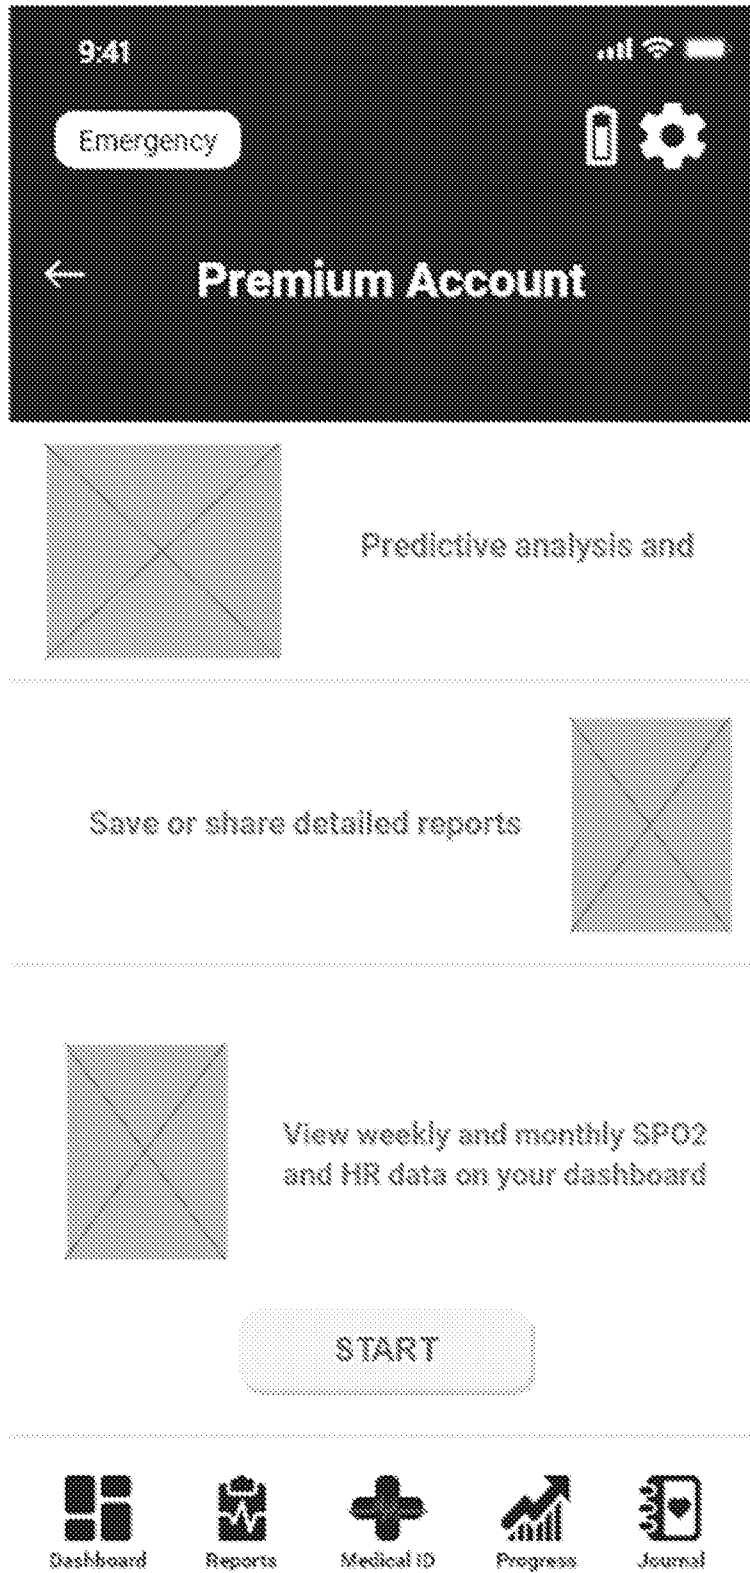 9:41
Emergency
Premium Account
Predictive analysis and
Save or share detailed reports
View weekly and monthly SPO2
and HR data on your dashboard
START
Dashboard Reports Medical ID Progress Journal